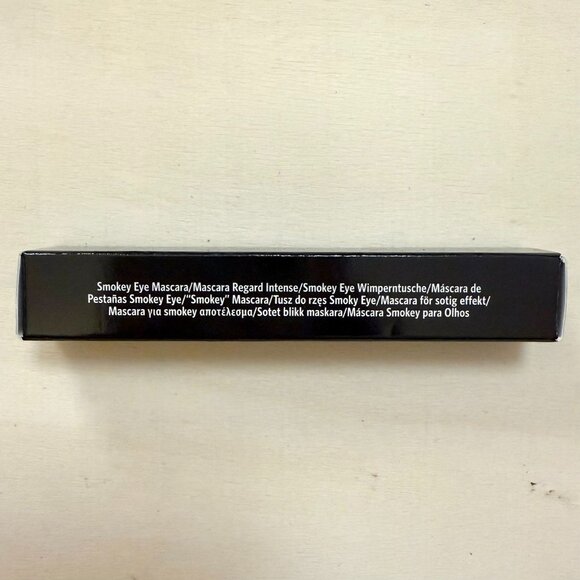 Smokey Eye Mascara/Mascara Regard Intense/Smokey Eye Wimperntusche/Máscara de
Pestañas Smokey Eye/"Smokey" Mascara/Tusz do rzęs Smoky Eye/Mascara för sotig effekt/
Mascara για smokey αποτέλεσμα/Sotet blikk maskara/Máscara Smokey para Olhos